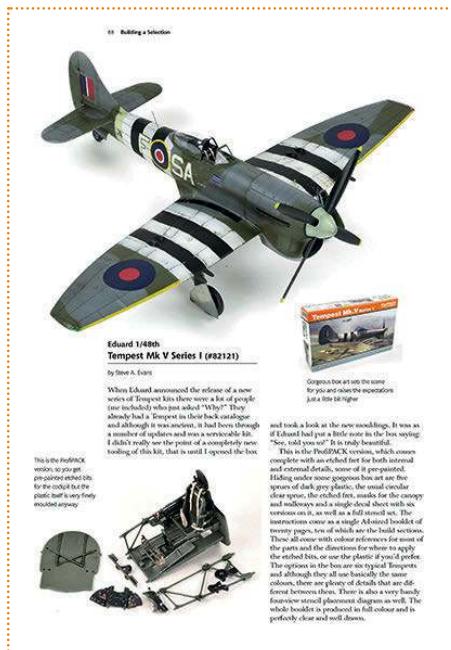 68 Building a Selection
SA
Eduard 1/48th
Tempest Mk V Series I (#82121)
by Steve A. Evans
Tempest Mk.V Series 1
Gorgeous box art sets the scene
for you and raises the expectations
just a little bit higher
When Eduard announced the release of a new
series of Tempest kits there were a lot of people
(me included) who just asked “Why?” They
already had a Tempest in their back catalogue
and although it was ancient, it had been through
a number of updates and was a serviceable kit.
I didn't really see the point of a completely new
tooling of this kit, that is until I opened the box
This is the ProfiPACK
version, so you get
pre-painted etched bits
for the cockpit but the
plastic itself is very finely
moulded anyway
and took a look at the new mouldings. It was as
if Eduard had put a little note in the box saying:
“See, told you so!” It is truly beautiful.
This is the ProfiPACK version, which comes
complete with an etched fret for both internal
and external details, some of it pre-painted.
Hiding under some gorgeous box art are five
sprues of dark grey plastic, the usual circular
clear sprue, the etched fret, masks for the canopy
and walkways and a single decal sheet with six
versions on it, as well as a full stencil set. The
instructions come as a single A4-sized booklet of
twenty pages, ten of which are the build sections.
These all come with colour references for most of
the parts and the directions for where to apply
the etched bits, or use the plastic if you'd prefer.
The options in the box are six typical Tempests
and although they all use basically the same
colours, there are plenty of details that are dif-
ferent between them. There is also a very handy
four-view stencil placement diagram as well. The
whole booklet is produced in full colour and is
perfectly clear and well drawn.